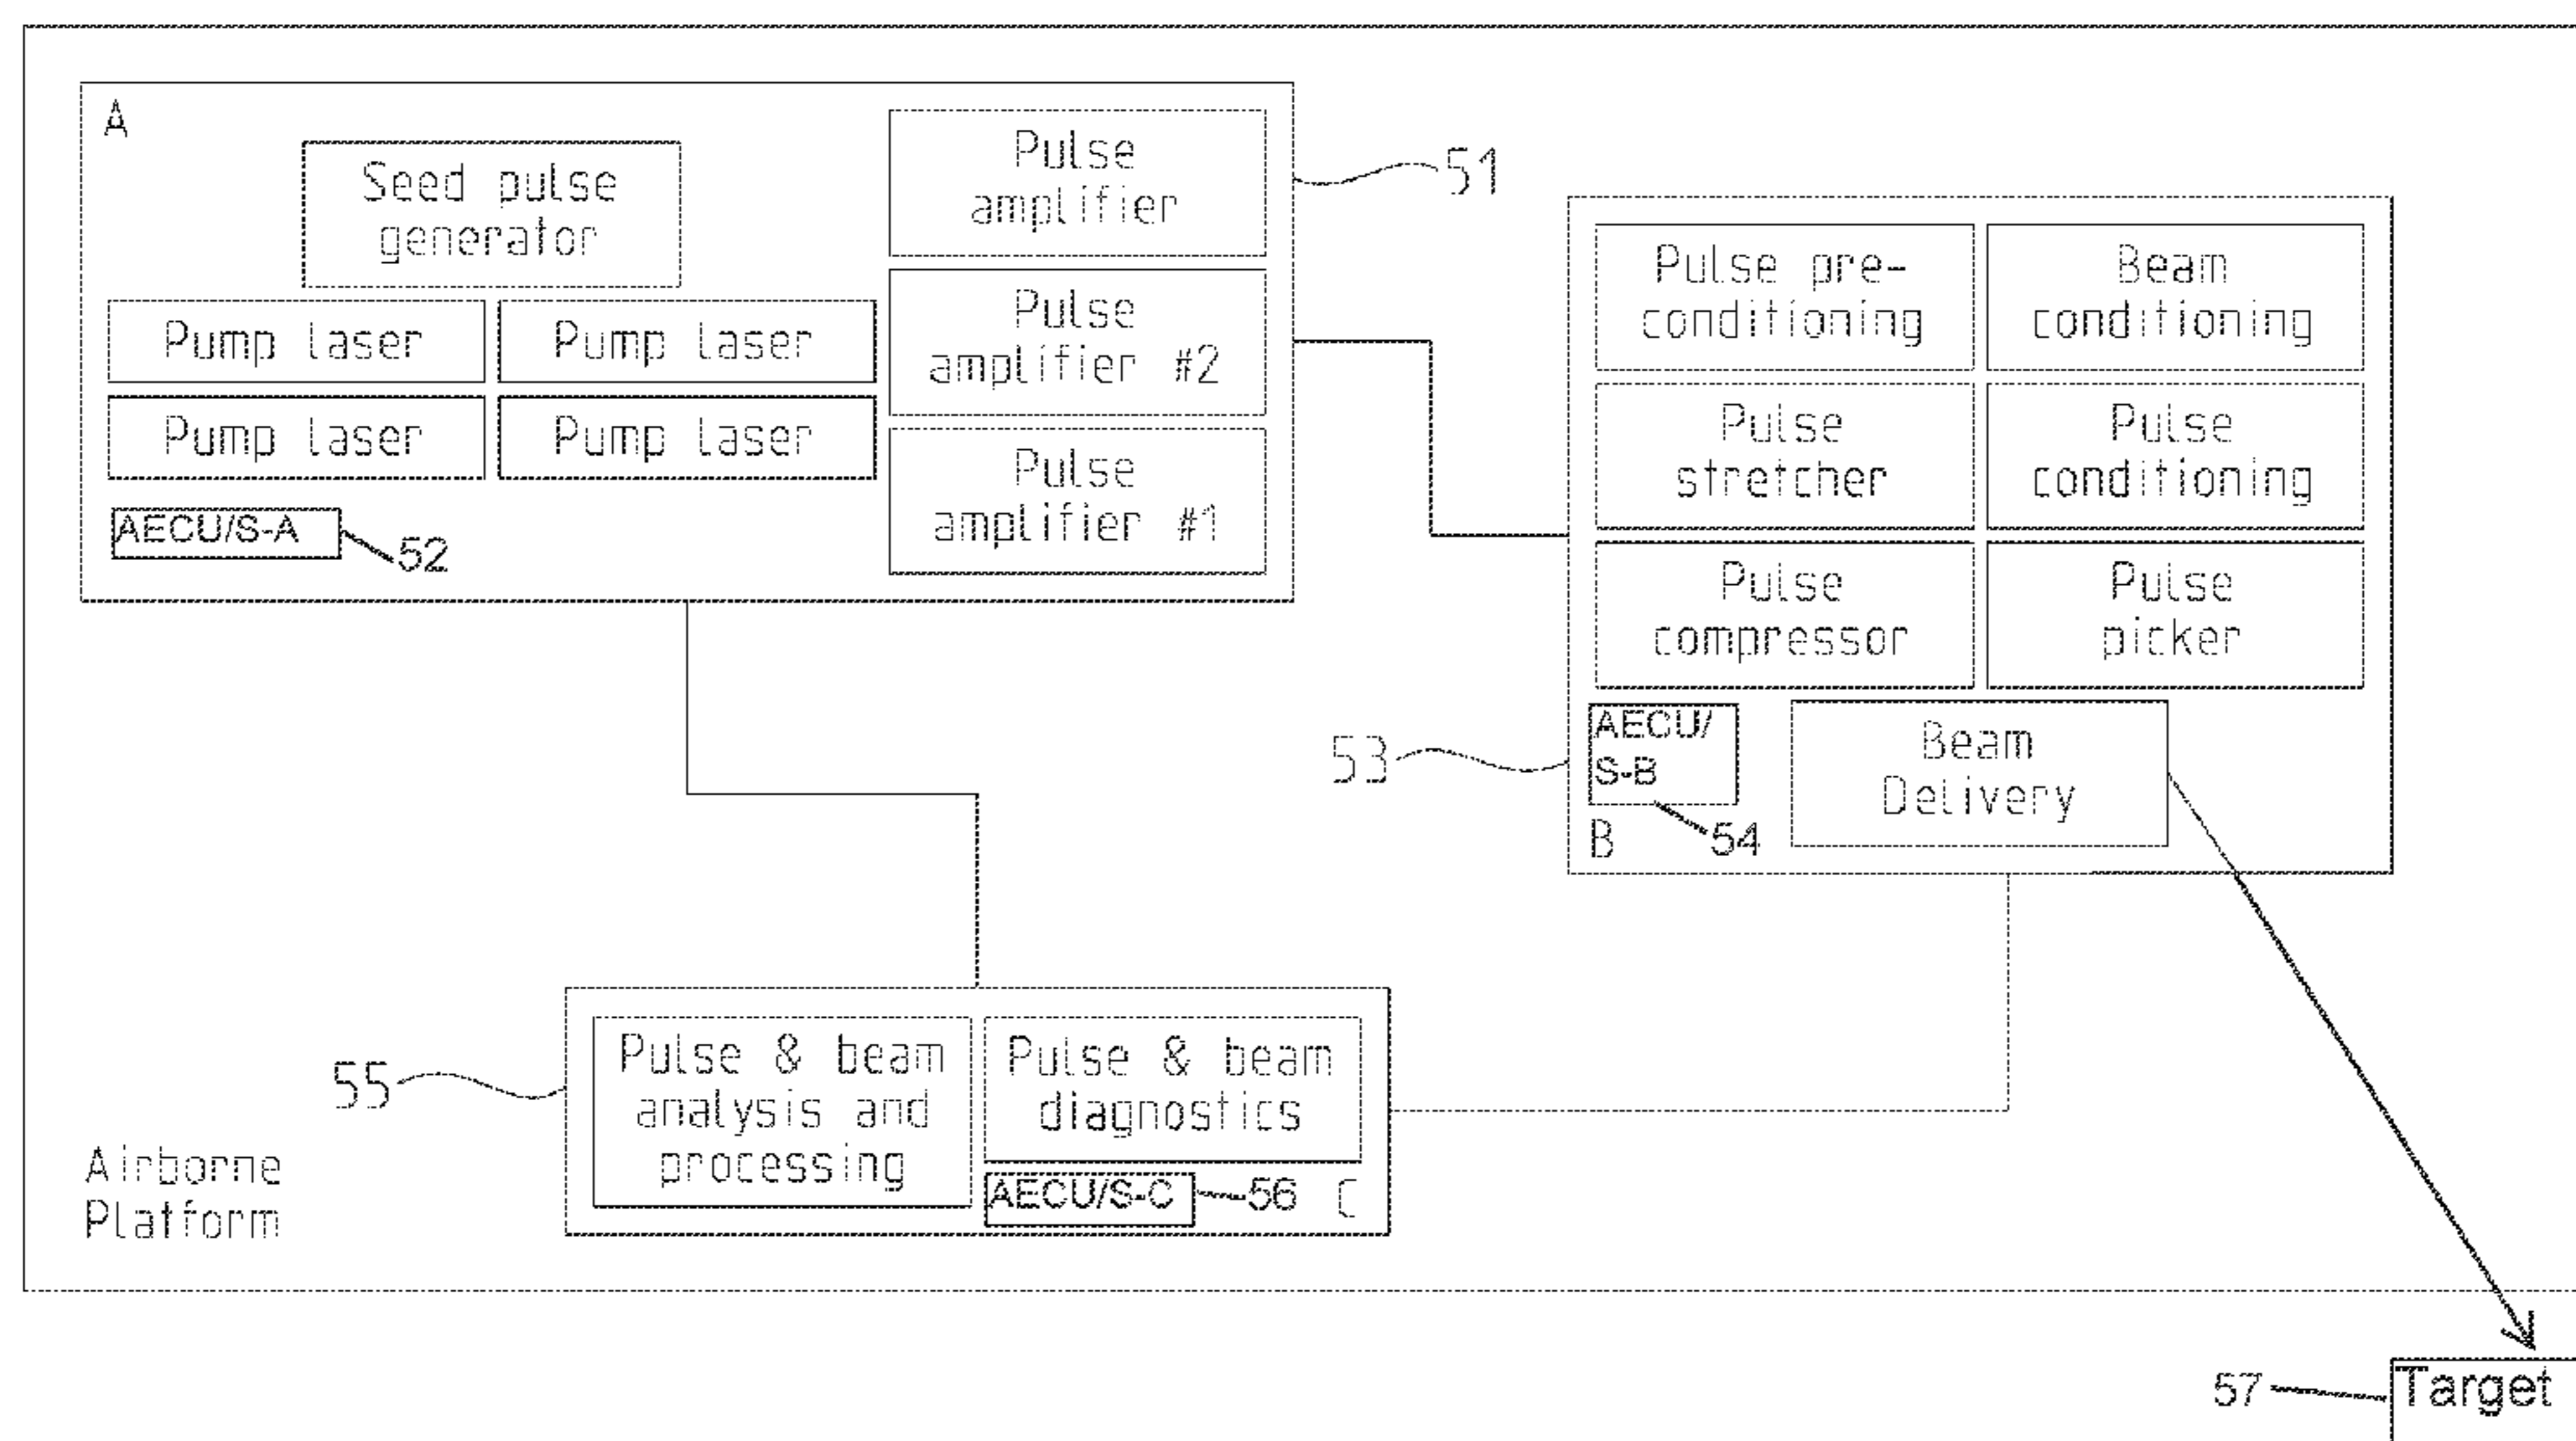 A
Seed pulse
generator
Pump laser
Pump laser
Pump laser
Pump laser
AECU/S-A
52
Pulse
amplifier
Pulse
amplifier #2
Pulse
amplifier #1
51
Pulse pre-
conditioning
Beam
conditioning
Pulse
stretcher
Pulse
conditioning
Pulse
compressor
Pulse
picker
53
AECU/
S-B
54
B
Beam
Delivery
55
Pulse & beam
analysis and
processing
Pulse & beam
diagnostics
AECU/S-C
56
C
Airborne
Platform
57
Target